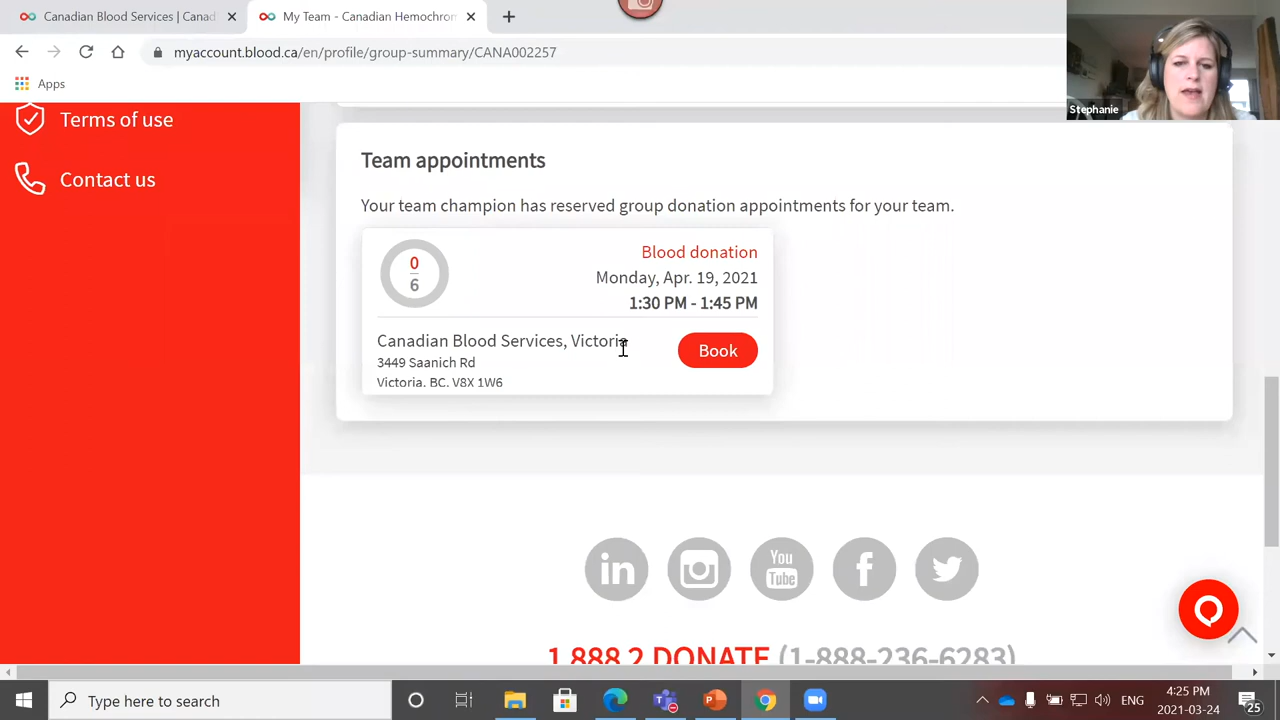 Canadian Blood Services | Canad
My Team - Canadian Hemochrom
myaccount.blood.ca/en/profile/group-summary/CANA002257
Apps
Stephanie
Terms of use
Contact us
Team appointments
Your team champion has reserved group donation appointments for your team.
0
6
Blood donation
Monday, Apr. 19, 2021
1:30 PM - 1:45 PM
Canadian Blood Services, Victoria
3449 Saanich Rd
Victoria, BC, V8X 1W6
Book
in
You
Tube
f
1 888 2 DONATE (1-888-236-6283)
Type here to search
ENG
4:25 PM
2021-03-24
25